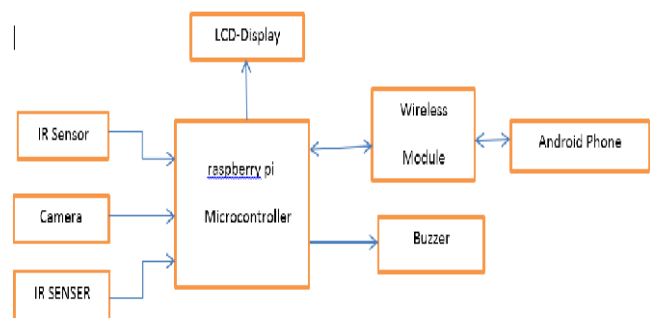 LCD-Display
IR Sensor
Camera
IR SENSER
raspberry pi
Microcontroller
Wireless
Module
Android Phone
Buzzer